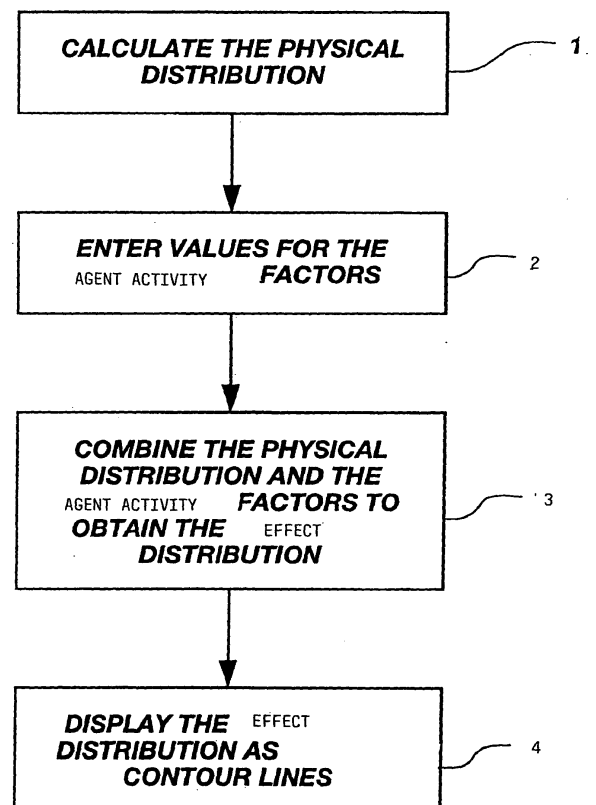 CALCULATE THE PHYSICAL
DISTRIBUTION
1
ENTER VALUES FOR THE
AGENT ACTIVITY FACTORS
2
COMBINE THE PHYSICAL
DISTRIBUTION AND THE
AGENT ACTIVITY FACTORS TO
OBTAIN THE EFFECT
DISTRIBUTION
3
DISPLAY THE EFFECT
DISTRIBUTION AS
CONTOUR LINES
4